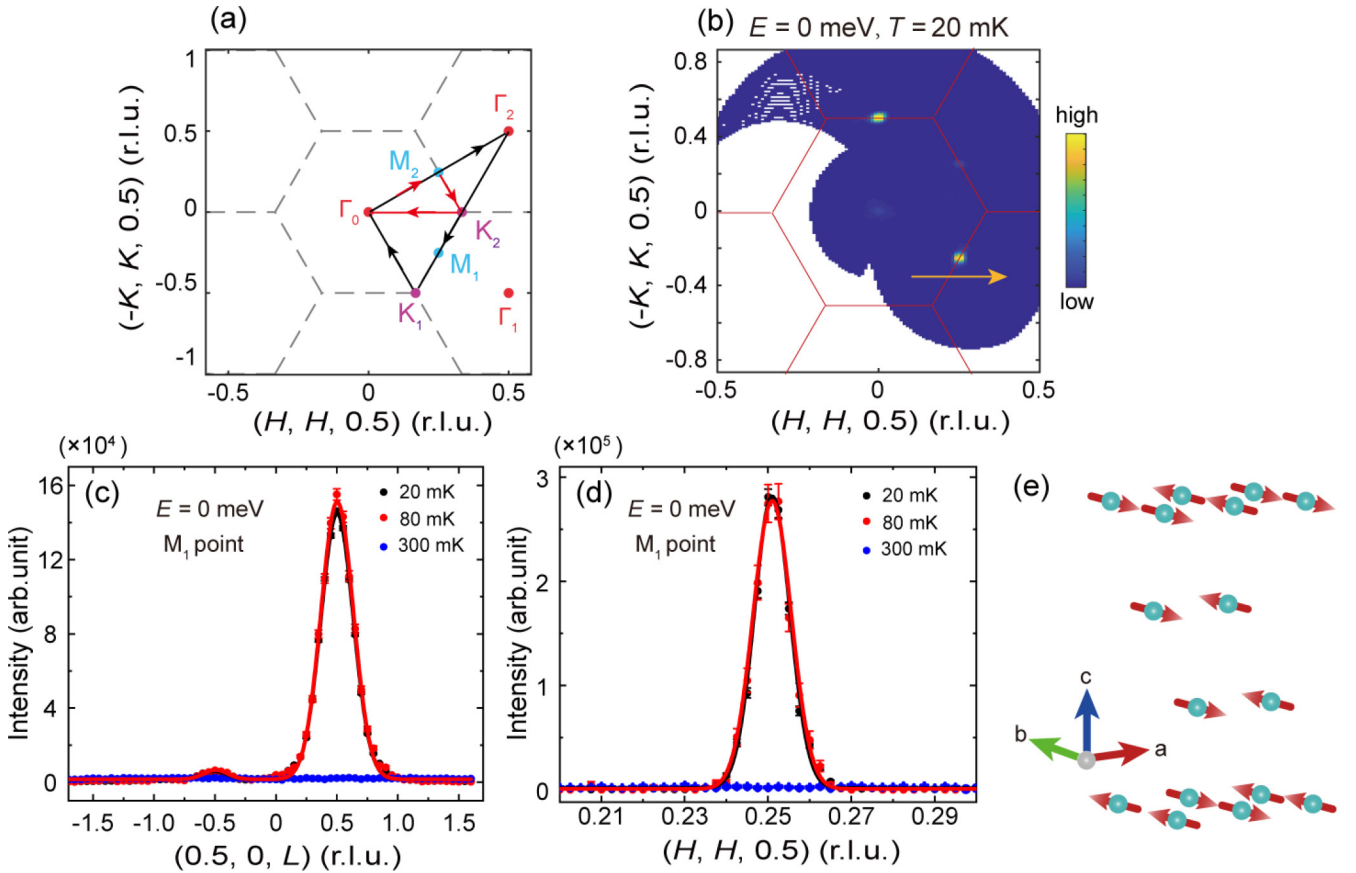 (a)
(-K, K, 0.5) (r.l.u.)
1
0.5
0
-0.5
-1
Γ₂
M₂
Γ₀
K₂
M₁
K₁
Γ₁
-0.5 0 0.5
(H, H, 0.5) (r.l.u.)
(b) E = 0 meV, T = 20 mK
(-K, K, 0.5) (r.l.u.)
0.8
0.4
0
-0.4
-0.8
-0.5 0 0.5
(H, H, 0.5) (r.l.u.)
high
low
(×10⁴)
(c)
E = 0 meV
M₁ point
20 mK
80 mK
300 mK
Intensity (arb.unit)
16
12
8
4
0
-1.5 -1.0 -0.5 0 0.5 1.0 1.5
(0.5, 0, L) (r.l.u.)
(×10⁵)
(d)
E = 0 meV
M₁ point
20 mK
80 mK
300 mK
Intensity (arb.unit)
3
2
1
0
0.21 0.23 0.25 0.27 0.29
(H, H, 0.5) (r.l.u.)
(e)
c
b
a